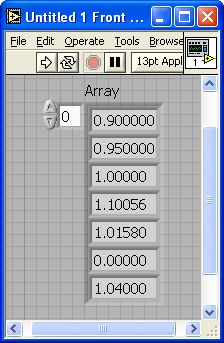 Untitled 1 Front ...
File Edit Operate Tools Browse
13pt Appl
1
Array
0
0.900000
0.950000
1.00000
1.10056
1.01580
0.00000
1.04000